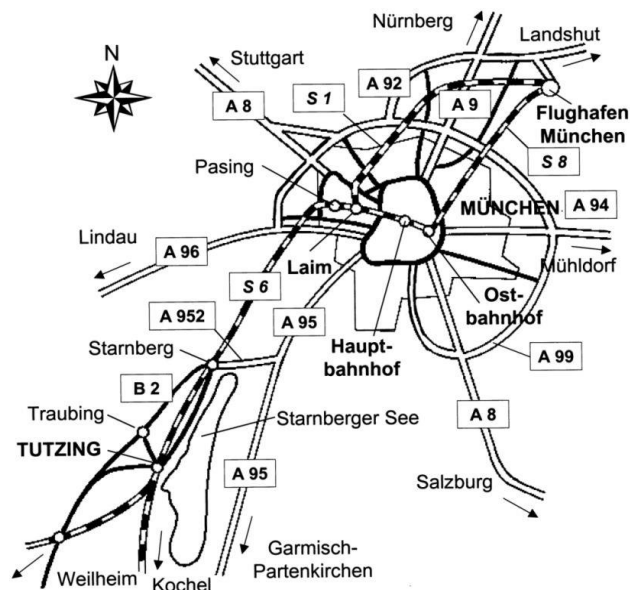 Nürnberg
N
Landshut
Stuttgart
A 92
S 1
A 8
A 9
Flughafen
München
S 8
Pasing
MÜNCHEN
A 94
Lindau
A 96
Laim
Mühldorf
S 6
Ost-
bahnhof
A 952
A 95
Haupt-
bahnhof
A 99
Starnberg
B 2
A 8
Traubing
Starnberger See
TUTZING
A 95
Salzburg
Garmisch-
Partenkirchen
Weilheim
Kochel